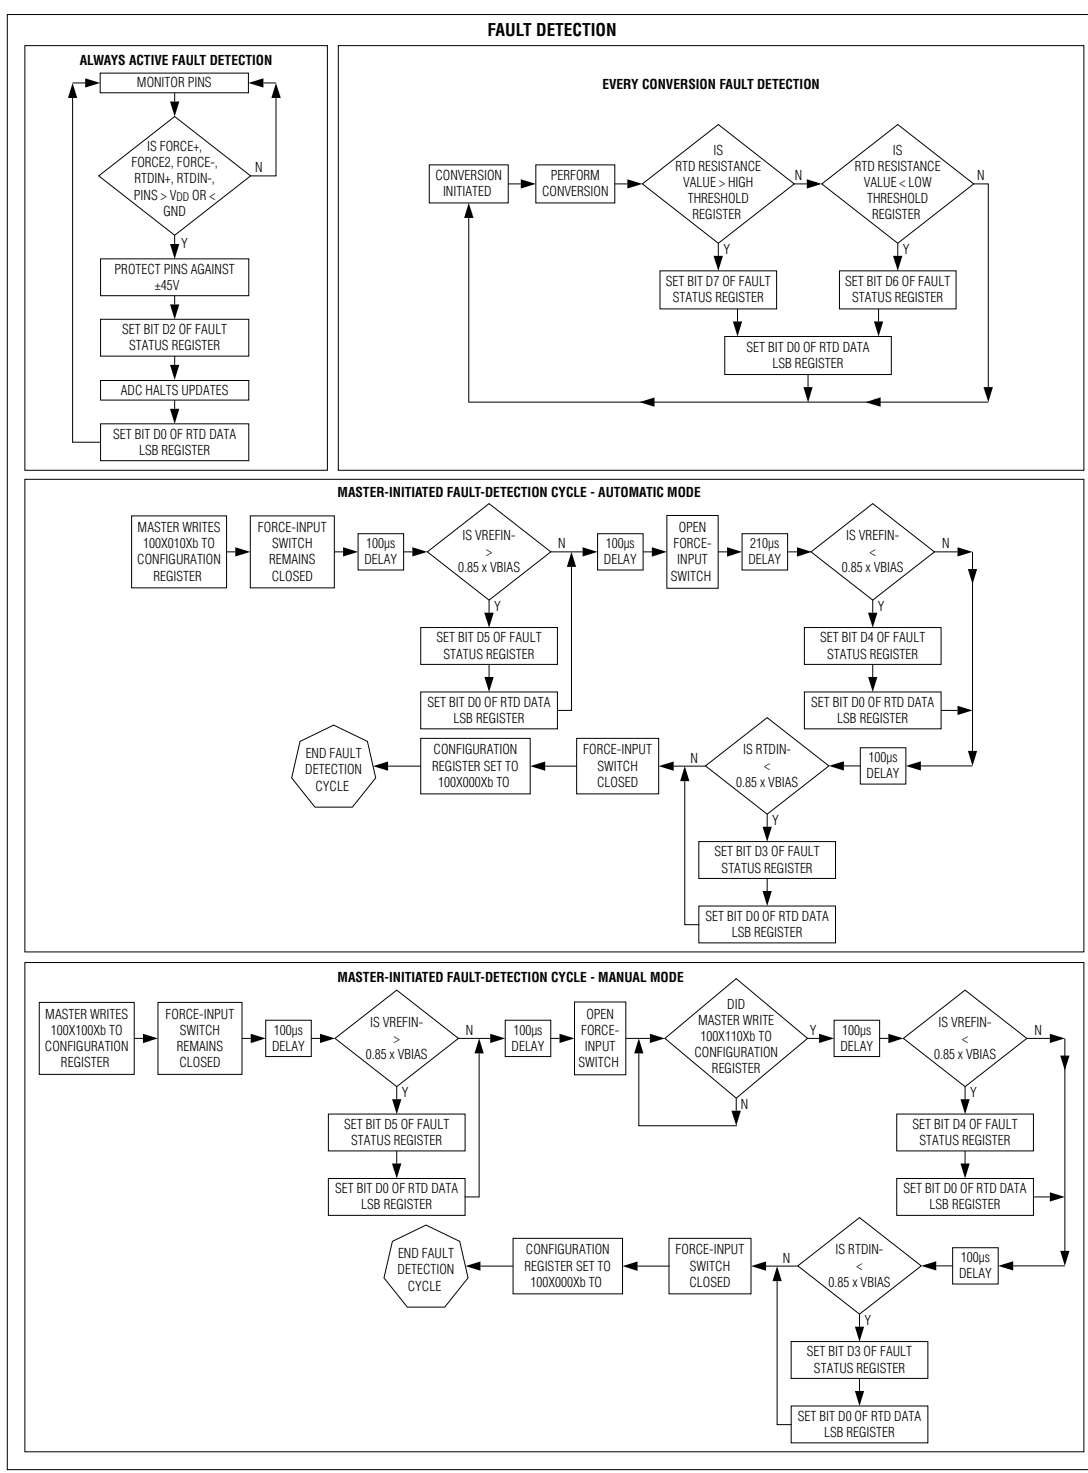 FAULT DETECTION
ALWAYS ACTIVE FAULT DETECTION
MONITOR PINS
IS FORCE+,
FORCE2, FORCE-,
RTDIN+, RTDIN-,
PINS > VDD OR <
GND
N
Y
PROTECT PINS AGAINST
±45V
SET BIT D2 OF FAULT
STATUS REGISTER
ADC HALTS UPDATES
SET BIT D0 OF RTD DATA
LSB REGISTER
EVERY CONVERSION FAULT DETECTION
CONVERSION
INITIATED
PERFORM
CONVERSION
IS
RTD RESISTANCE
VALUE > HIGH
THRESHOLD
REGISTER
N
Y
IS
RTD RESISTANCE
VALUE < LOW
THRESHOLD
REGISTER
N
Y
SET BIT D7 OF FAULT
STATUS REGISTER
SET BIT D6 OF FAULT
STATUS REGISTER
SET BIT D0 OF RTD DATA
LSB REGISTER
MASTER-INITIATED FAULT-DETECTION CYCLE - AUTOMATIC MODE
MASTER WRITES
100X010Xb TO
CONFIGURATION
REGISTER
FORCE-INPUT
SWITCH
REMAINS
CLOSED
100µs
DELAY
IS VREFIN-
>
0.85 x VBIAS
N
Y
SET BIT D5 OF FAULT
STATUS REGISTER
SET BIT D0 OF RTD DATA
LSB REGISTER
100µs
DELAY
OPEN
FORCE-
INPUT
SWITCH
210µs
DELAY
IS VREFIN-
<
0.85 x VBIAS
N
Y
SET BIT D4 OF FAULT
STATUS REGISTER
SET BIT D0 OF RTD DATA
LSB REGISTER
100µs
DELAY
IS RTDIN-
<
0.85 x VBIAS
N
Y
SET BIT D3 OF FAULT
STATUS REGISTER
SET BIT D0 OF RTD DATA
LSB REGISTER
FORCE-INPUT
SWITCH
CLOSED
CONFIGURATION
REGISTER SET TO
100X000Xb TO
END FAULT
DETECTION
CYCLE
MASTER-INITIATED FAULT-DETECTION CYCLE - MANUAL MODE
MASTER WRITES
100X100Xb TO
CONFIGURATION
REGISTER
FORCE-INPUT
SWITCH
REMAINS
CLOSED
100µs
DELAY
IS VREFIN-
>
0.85 x VBIAS
N
Y
SET BIT D5 OF FAULT
STATUS REGISTER
SET BIT D0 OF RTD DATA
LSB REGISTER
100µs
DELAY
OPEN
FORCE-
INPUT
SWITCH
DID
MASTER WRITE
100X110Xb TO
CONFIGURATION
REGISTER
Y
N
100µs
DELAY
IS VREFIN-
<
0.85 x VBIAS
N
Y
SET BIT D4 OF FAULT
STATUS REGISTER
SET BIT D0 OF RTD DATA
LSB REGISTER
100µs
DELAY
IS RTDIN-
<
0.85 x VBIAS
N
Y
SET BIT D3 OF FAULT
STATUS REGISTER
SET BIT D0 OF RTD DATA
LSB REGISTER
FORCE-INPUT
SWITCH
CLOSED
CONFIGURATION
REGISTER SET TO
100X000Xb TO
END FAULT
DETECTION
CYCLE